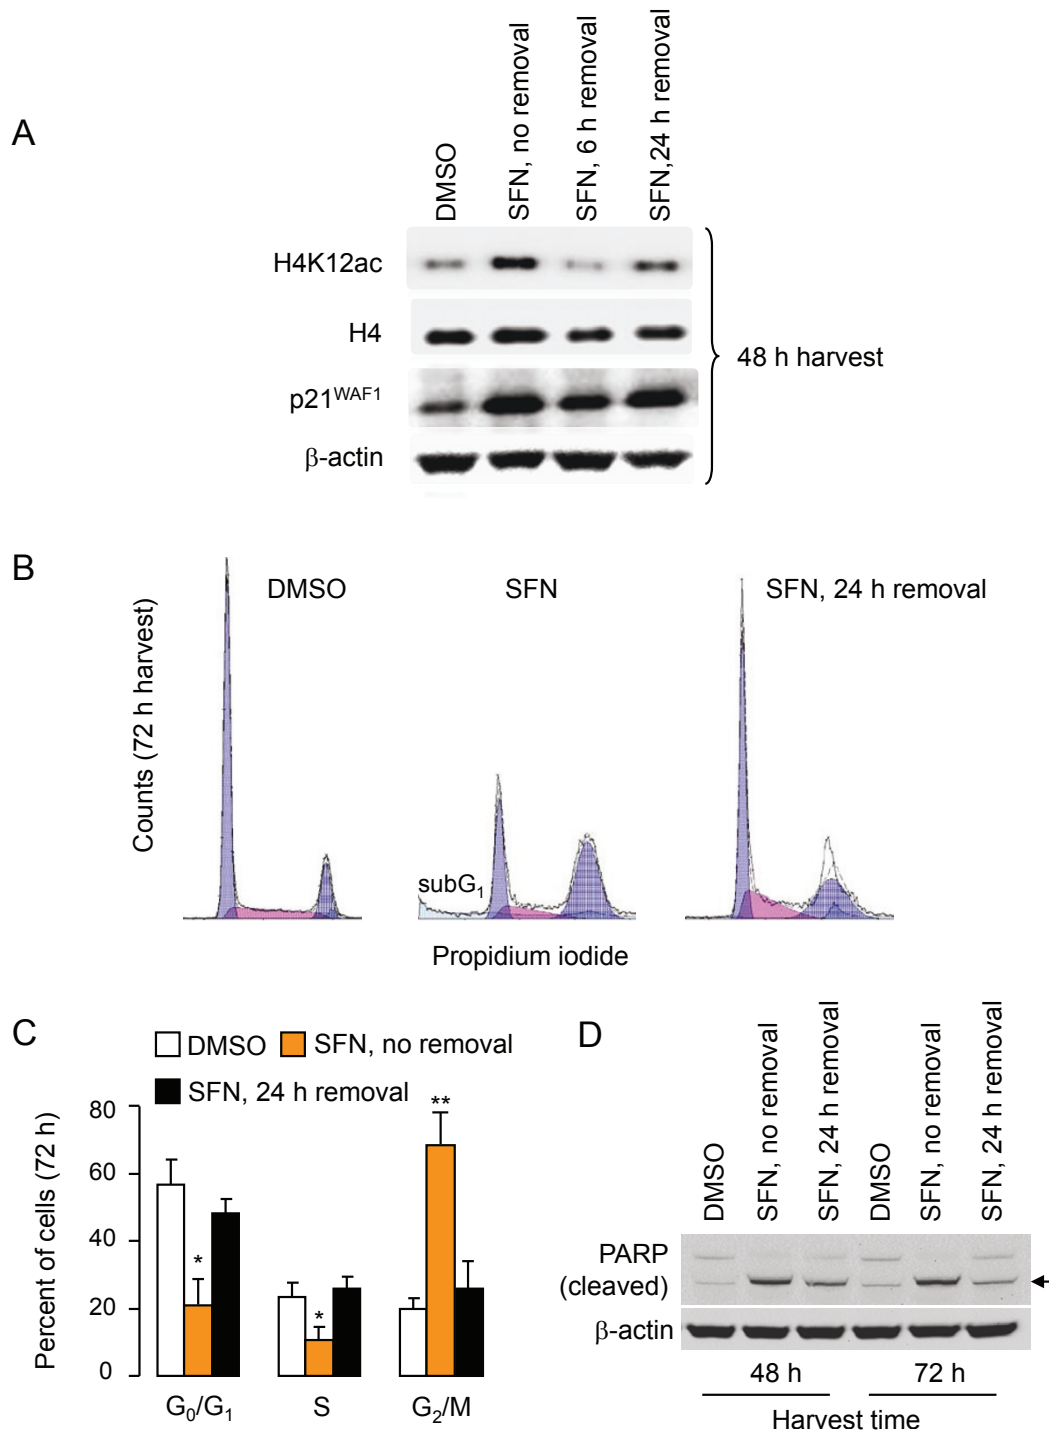 A
DMSO
SFN, no removal
SFN, 6 h removal
SFN,24 h removal
H4K12ac
H4
p21WAF1
β-actin
48 h harvest
B
Counts (72 h harvest)
DMSO
SFN
SFN, 24 h removal
subG1
Propidium iodide
C
DMSO
SFN, no removal
SFN, 24 h removal
Percent of cells (72 h)
80
60
40
20
0
*
*
**
G0/G1
S
G2/M
D
DMSO
SFN, no removal
SFN, 24 h removal
DMSO
SFN, no removal
SFN, 24 h removal
PARP
(cleaved)
β-actin
48 h
72 h
Harvest time